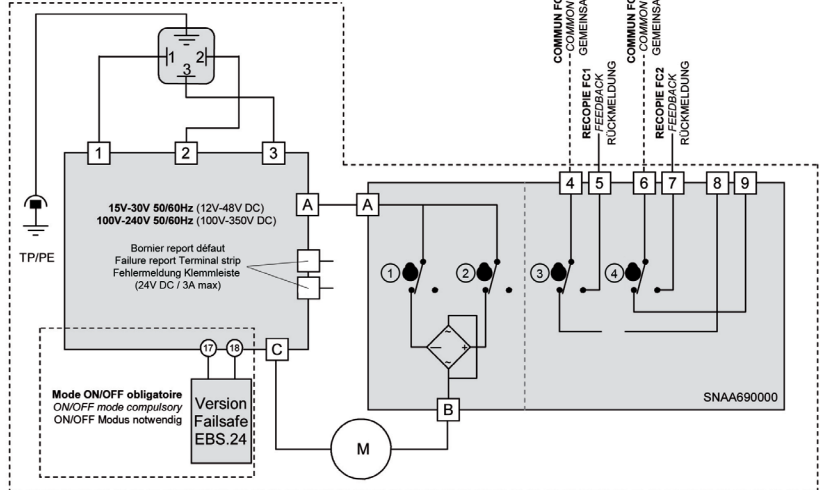 COMMUN FC
COMMON
GEMEINSA
COMMUN FC
COMMON
GEMEINSA
RECOPIE FC1
FEEDBACK
RÜCKMELDUNG
RECOPIE FC2
FEEDBACK
RÜCKMELDUNG
1
2
3
1
2
3
4
5
6
7
8
9
15V-30V 50/60Hz (12V-48V DC)
100V-240V 50/60Hz (100V-350V DC)
A
A
TP/PE
Bornier report défaut
Failure report Terminal strip
Fehlermeldung Klemmleiste
(24V DC / 3A max)
1
2
3
4
~
-
+
~
17
18
C
Mode ON/OFF obligatoire
ON/OFF mode compulsory
ON/OFF Modus notwendig
Version
Failsafe
EBS.24
SNAA690000
B
M